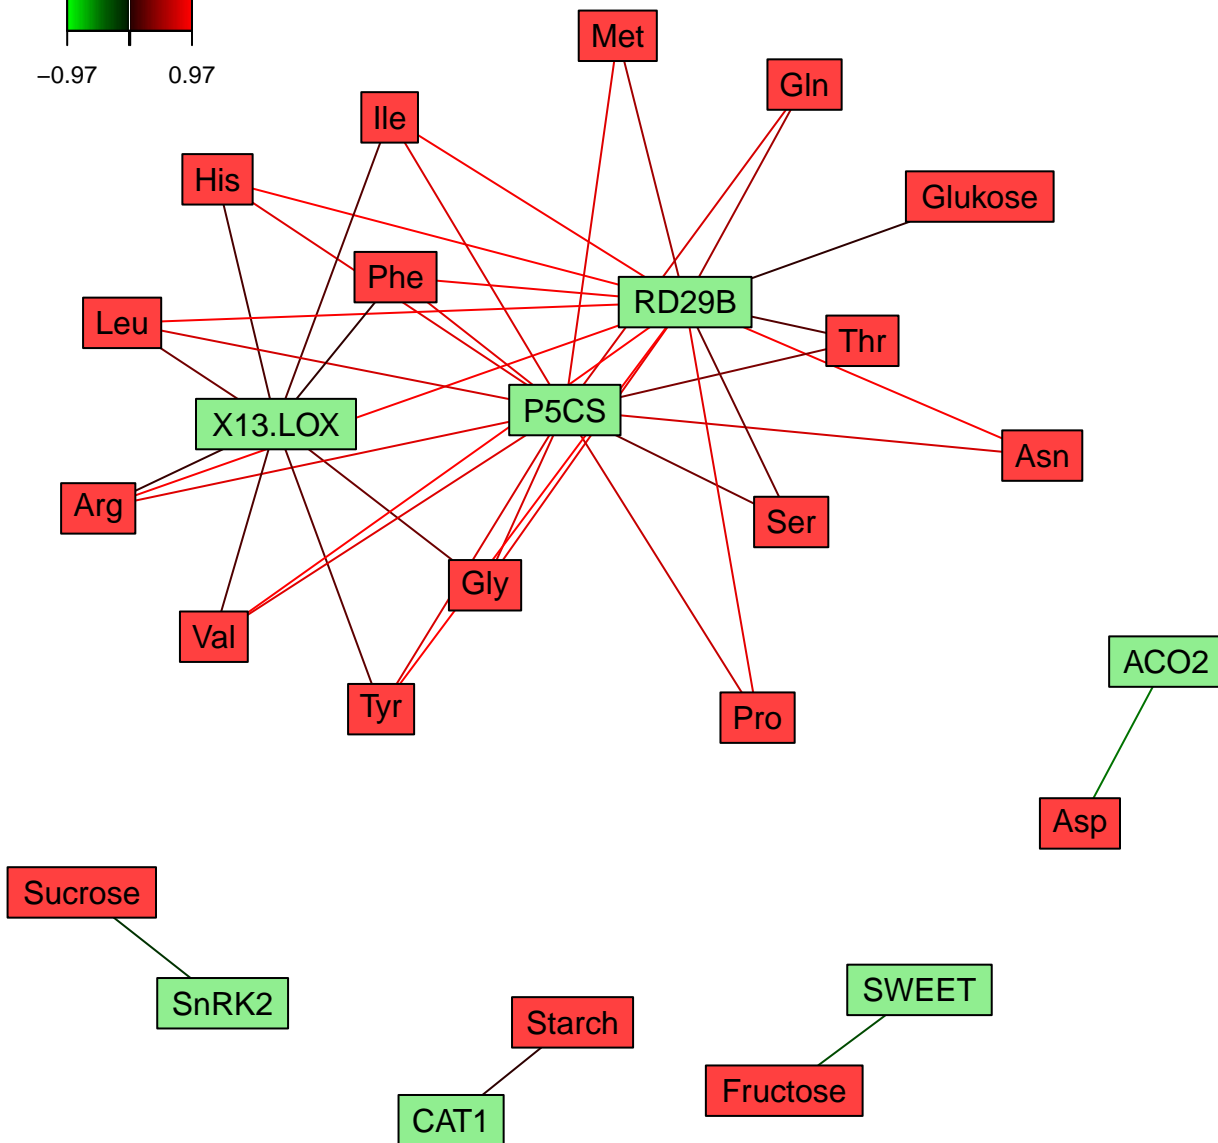 Met
−0.97 0.97
Gln
Ile
His
Glukose
Phe
RD29B
Leu
Thr
P5CS
X13.LOX
Asn
Arg
Ser
Gly
Val
ACO2
Tyr
Pro
Asp
Sucrose
SWEET
SnRK2
Starch
Fructose
CAT1